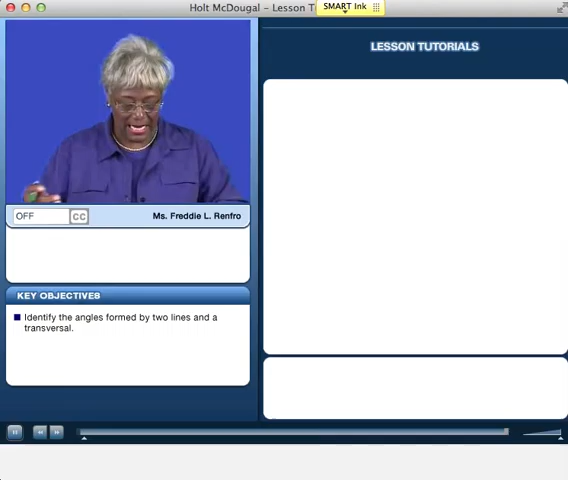 Holt McDougal - Lesson T
SMART Ink
LESSON TUTORIALS
OFF
CC
Ms. Freddie L. Renfro
KEY OBJECTIVES
Identify the angles formed by two lines and a
transversal.